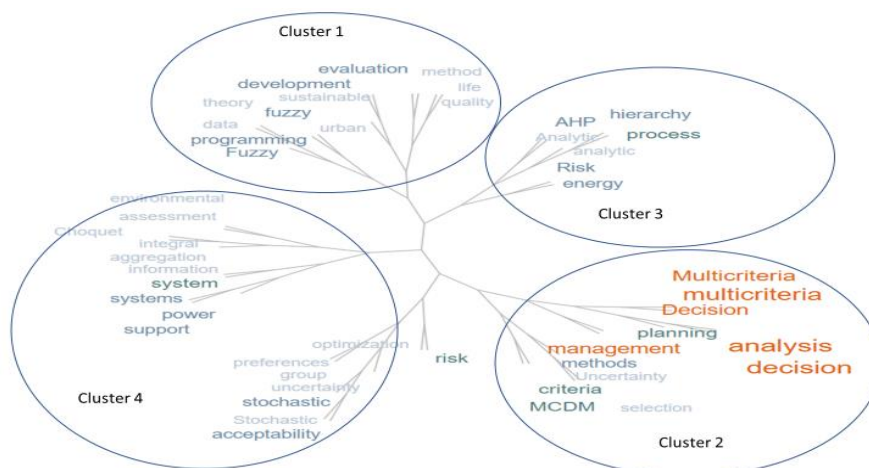 Cluster 1
evaluation
method
development
life
sustainable
quality
theory
fuzzy
data
urban
programming
Fuzzy
AHP
hierarchy
Analytic
process
analytic
Risk
energy
Cluster 3
environmental
assessment
Choquet
integral
aggregation
information
system
systems
power
support
optimization
preferences
group
uncertainty
stochastic
Stochastic
acceptability
Cluster 4
risk
Multicriteria
multicriteria
Decision
planning
management
analysis
methods
decision
Uncertainty
criteria
MCDM
selection
Cluster 2